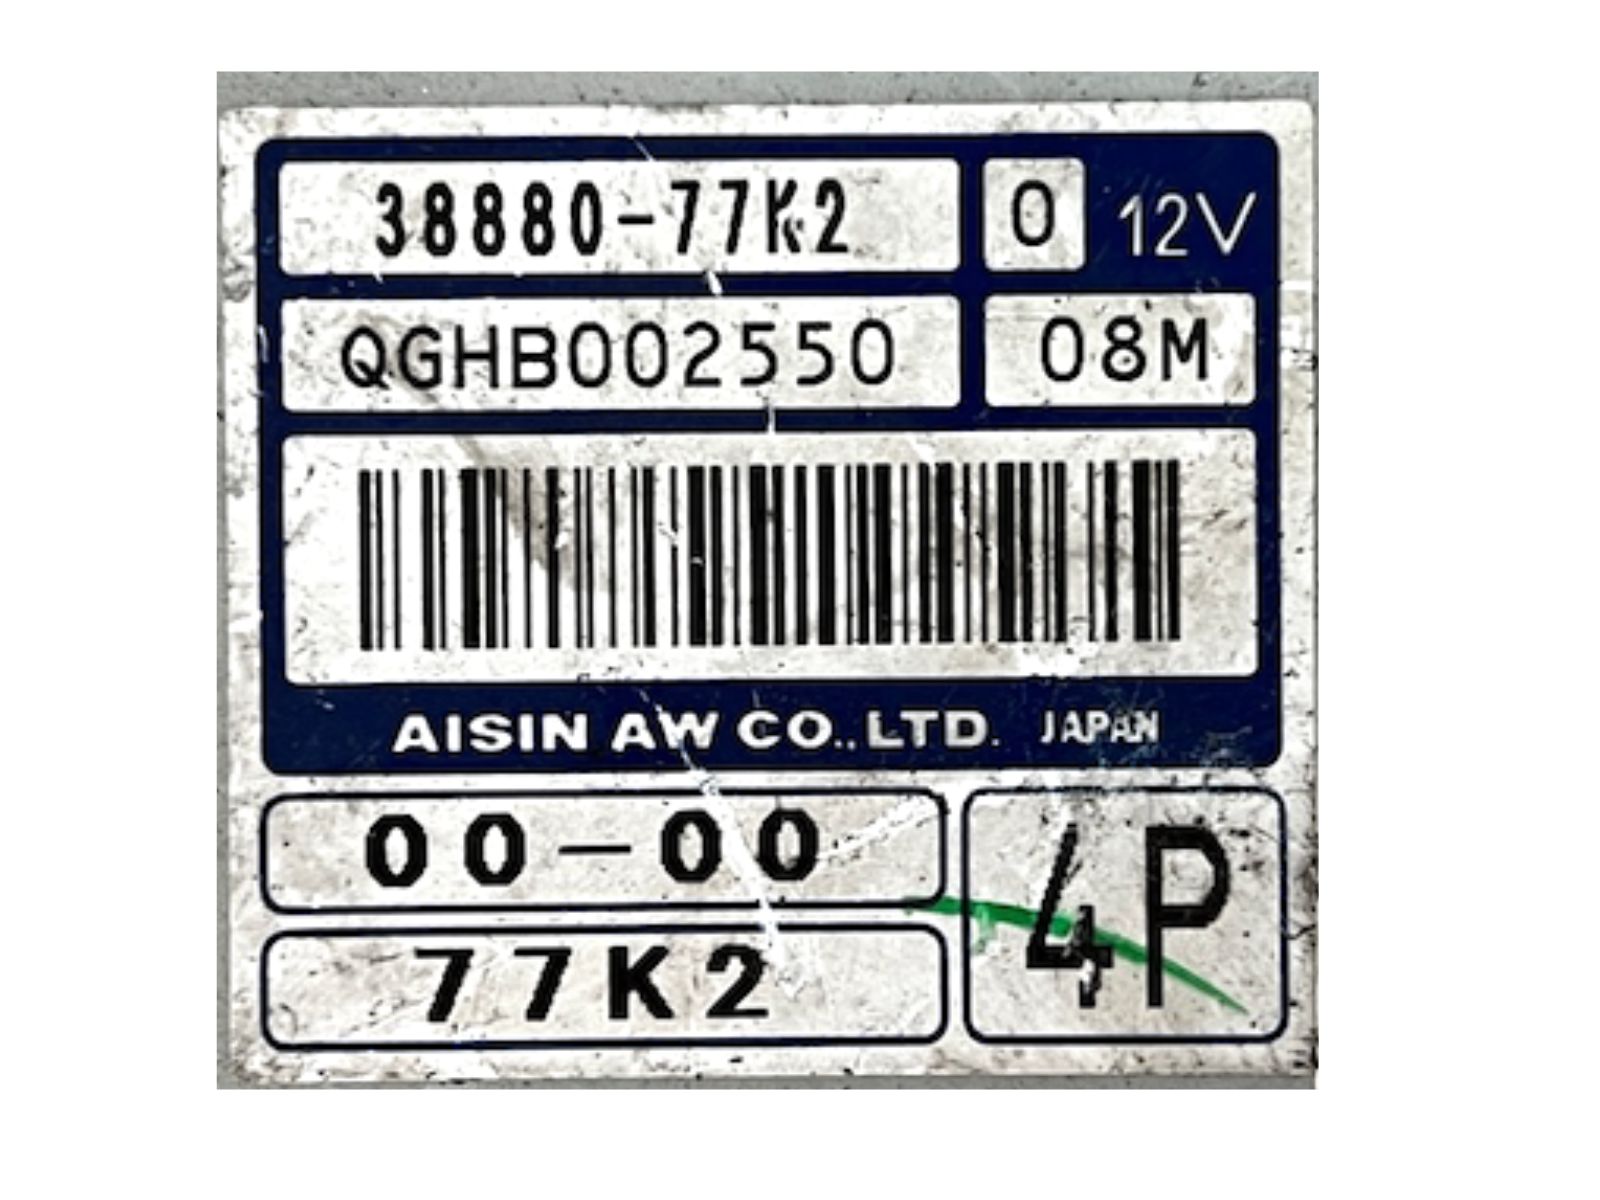 38880-77K2 0 12V
QGHB002550 08M
AISIN AW CO.,LTD. JAPAN
00-00
4P
77K2